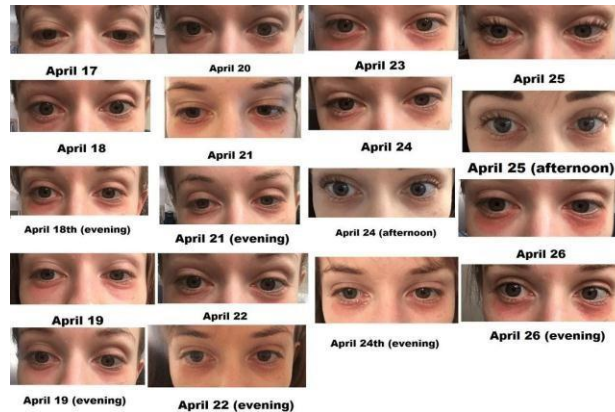 April 17
April 20
April 23
April 25
April 18
April 21
April 24
April 25 (afternoon)
April 18th (evening)
April 21 (evening)
April 24 (afternoon)
April 26
April 19
April 22
April 24th (evening)
April 26 (evening)
April 19 (evening)
April 22 (evening)